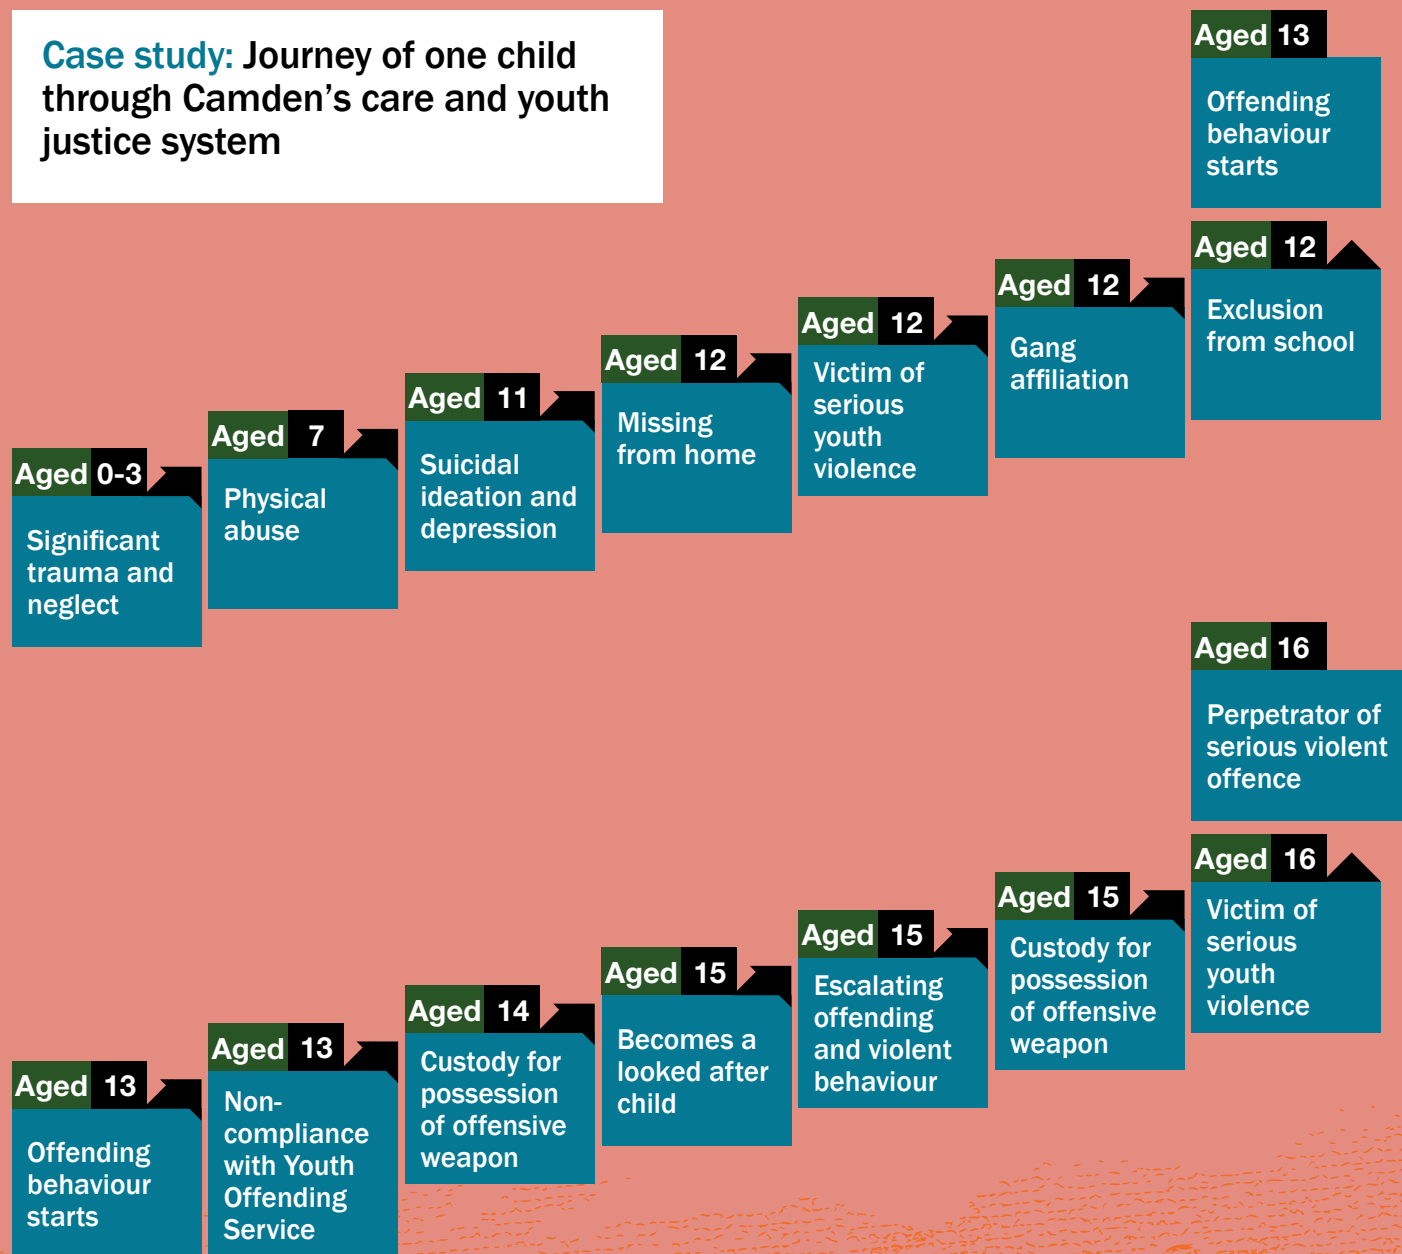 Case study: Journey of one child
through Camden's care and youth
justice system
Aged 0-3
Significant
trauma and
neglect
Aged 7
Physical
abuse
Aged 11
Suicidal
ideation and
depression
Aged 12
Missing
from home
Aged 12
Victim of
serious
youth
violence
Aged 12
Gang
affiliation
Aged 12
Exclusion
from school
Aged 13
Offending
behaviour
starts
Aged 13
Offending
behaviour
starts
Aged 13
Non-
compliance
with Youth
Offending
Service
Aged 14
Custody for
possession
of offensive
weapon
Aged 15
Becomes a
looked after
child
Aged 15
Escalating
offending
and violent
behaviour
Aged 15
Custody for
possession
of offensive
weapon
Aged 16
Victim of
serious
youth
violence
Aged 16
Perpetrator of
serious violent
offence